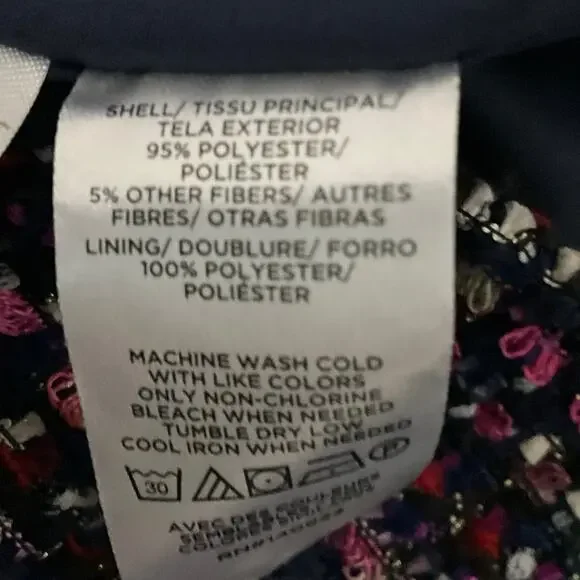 SHELL/ TISSU PRINCIPAL/
TELA EXTERIOR
95% POLYESTER/
POLIÉSTER
5% OTHER FIBERS/ AUTRES
FIBRES/ OTRAS FIBRAS
LINING/ DOUBLURE/ FORRO
100% POLYESTER/
POLIÉSTER
MACHINE WASH COLD
WITH LIKE COLORS
ONLY NON-CHLORINE
BLEACH WHEN NEEDED
TUMBLE DRY LOW
COOL IRON WHEN NEEDED
30 P
AVEC DES COULEURS